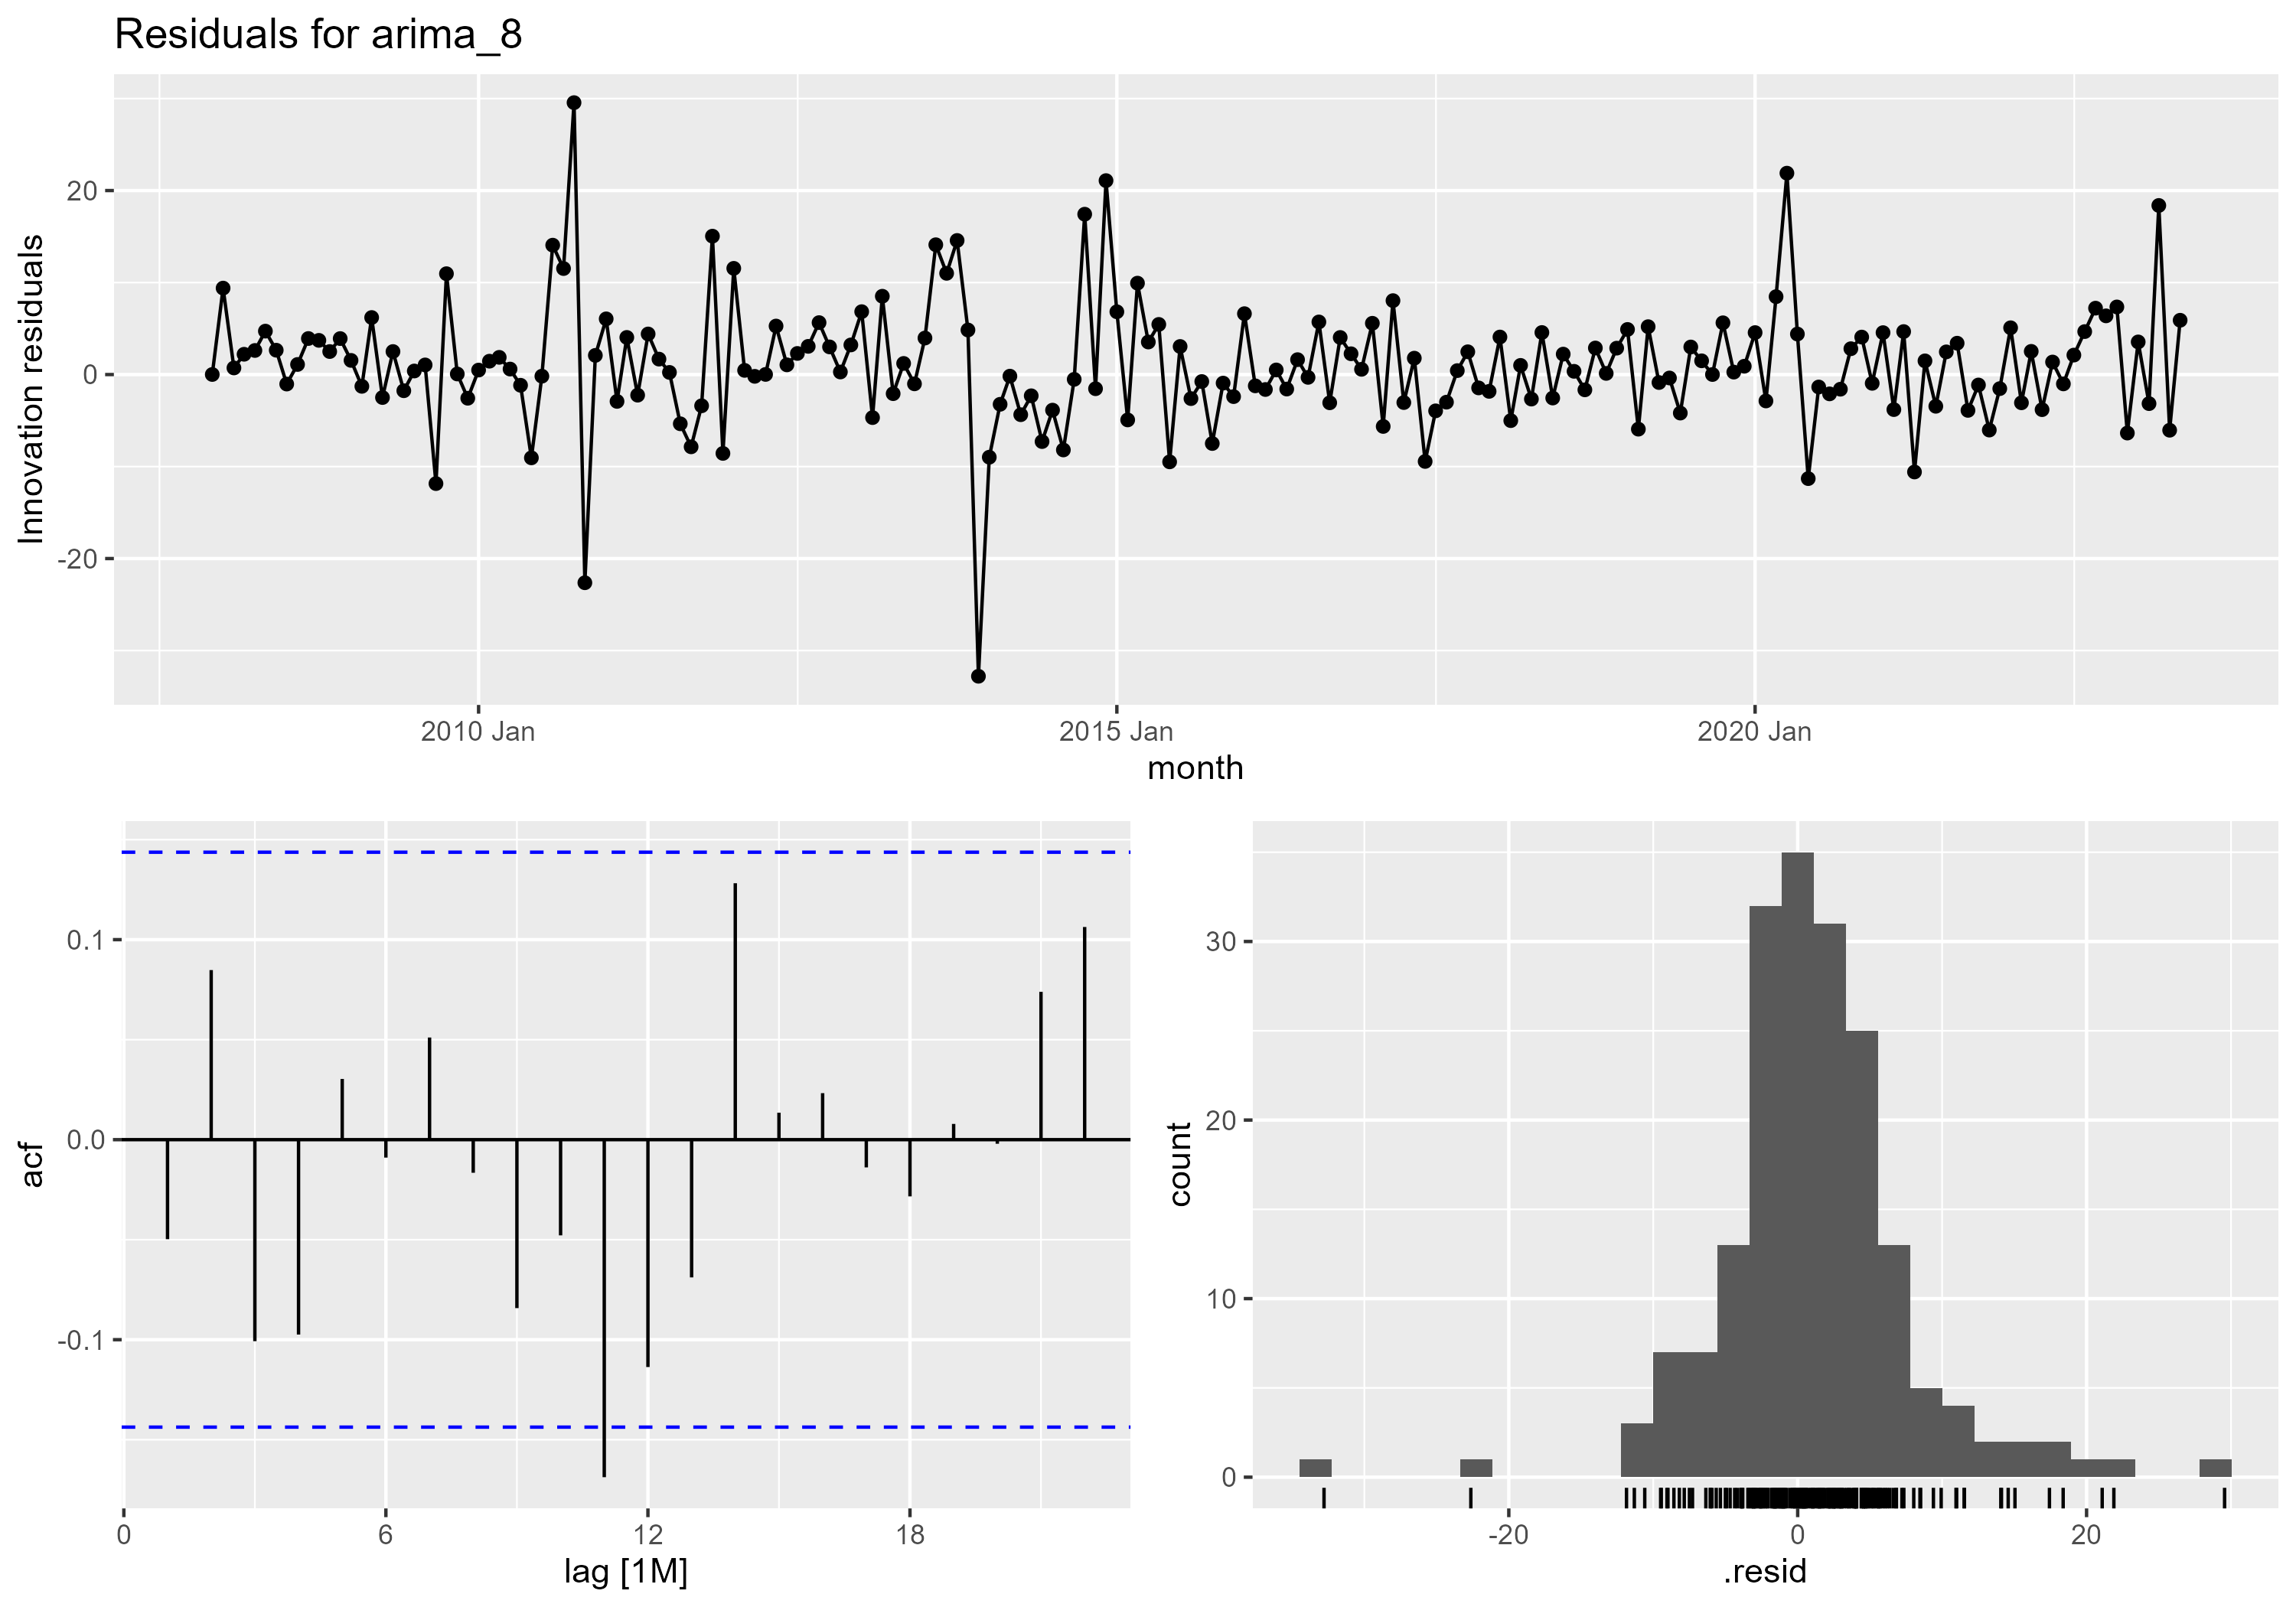 Residuals for arima_8
Innovation residuals
20
0
-20
2010 Jan
2015 Jan
2020 Jan
month
acf
0.1
0.0
-0.1
0
6
12
18
lag [1M]
count
30
20
10
0
-20
0
20
.resid